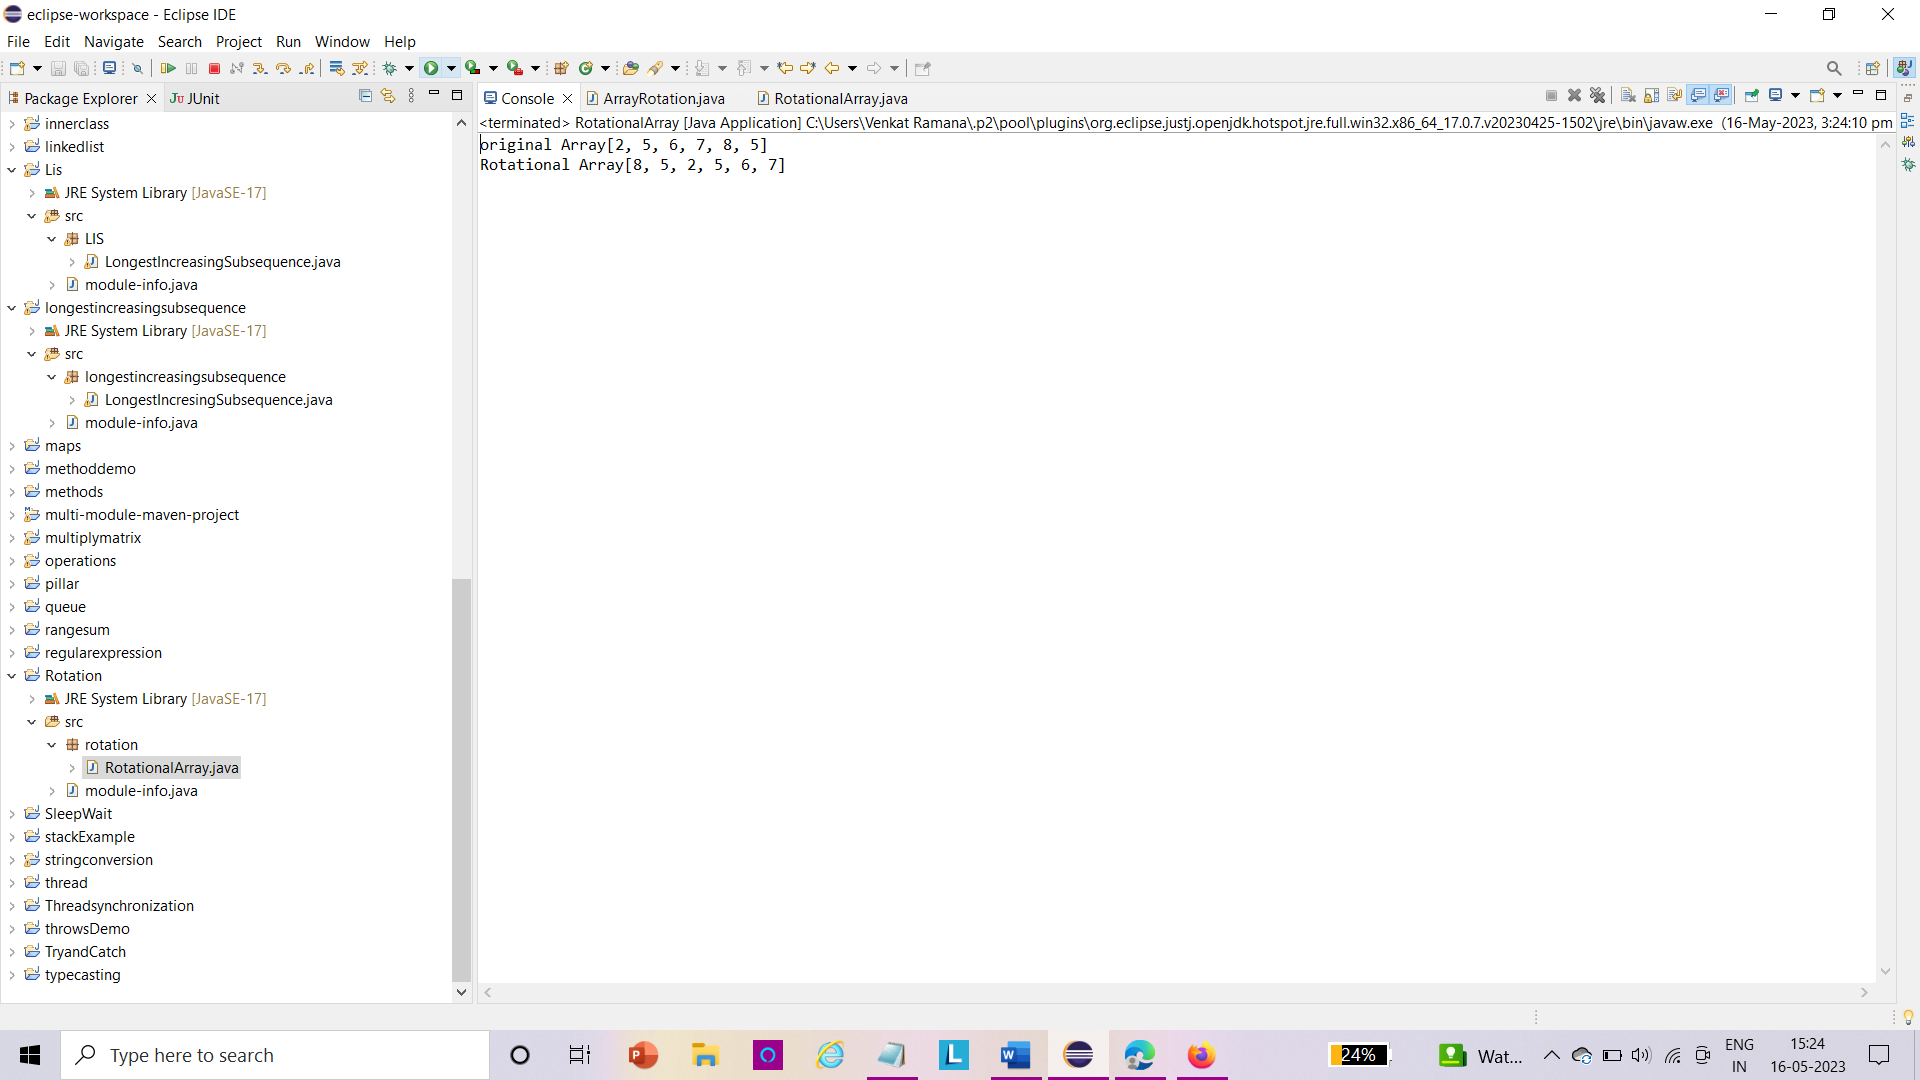 eclipse-workspace - Eclipse IDE
File Edit Navigate Search Project Run Window Help
Package Explorer
JUnit
Console
ArrayRotation.java
RotationalArray.java
<terminated> RotationalArray [Java Application] C:\Users\Venkat Ramana\.p2\pool\plugins\org.eclipse.justj.openjdk.hotspot.jre.full.win32.x86_64_17.0.7.v20230425-1502\jre\bin\javaw.exe (16-May-2023, 3:24:10 pm
original Array[2, 5, 6, 7, 8, 5]
Rotational Array[8, 5, 2, 5, 6, 7]
innerclass
linkedlist
Lis
JRE System Library [JavaSE-17]
src
LIS
LongestIncreasingSubsequence.java
module-info.java
longestincreasingsubsequence
JRE System Library [JavaSE-17]
src
longestincreasingsubsequence
LongestIncresingSubsequence.java
module-info.java
maps
methoddemo
methods
multi-module-maven-project
multiplymatrix
operations
pillar
queue
rangesum
regularexpression
Rotation
JRE System Library [JavaSE-17]
src
rotation
RotationalArray.java
module-info.java
SleepWait
stackExample
stringconversion
thread
Threadsynchronization
throwsDemo
TryandCatch
typecasting
Type here to search
24%
Wat...
ENG
IN
15:24
16-05-2023